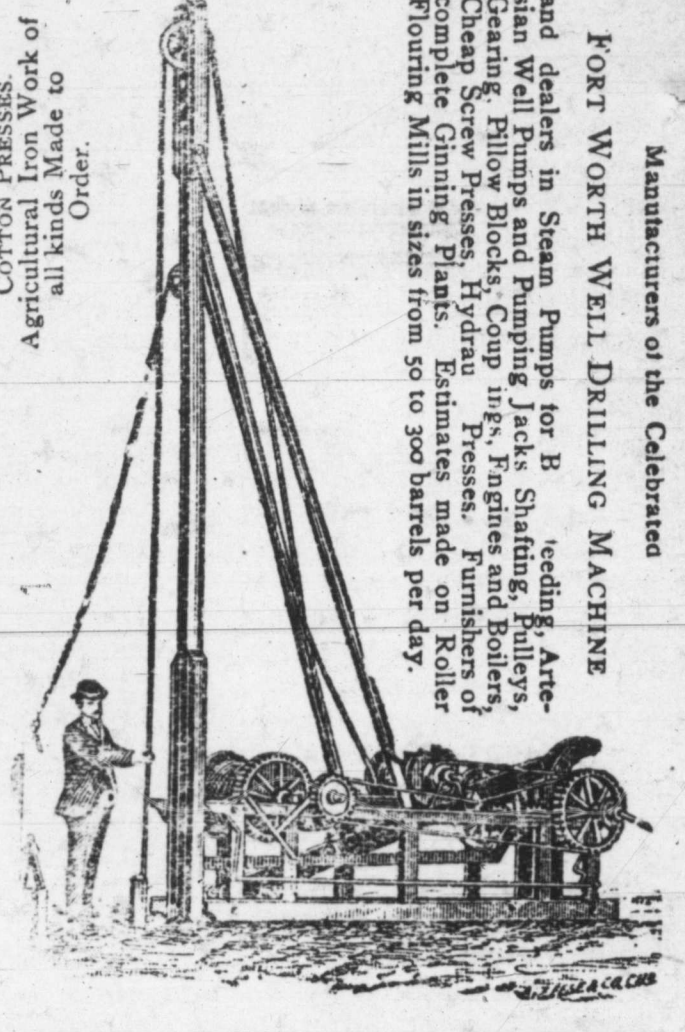 Manufacturers of the Celebrated
FORT WORTH WELL DRILLING MACHINE
and dealers in Steam Pumps for B feeding, Arte-
sian Well Pumps and Pumping Jacks Shafting, Pulleys,
Gearing, Pillow Blocks, Coup ings, Engines and Boilers,
Cheap Screw Presses, Hydrau Presses. Furnishers of
complete Ginning Plants. Estimates made on Roller
Flouring Mills in sizes from 50 to 300 barrels per day.
COTTON PRESSES.
Agricultural Iron Work of
all kinds Made to
Order.